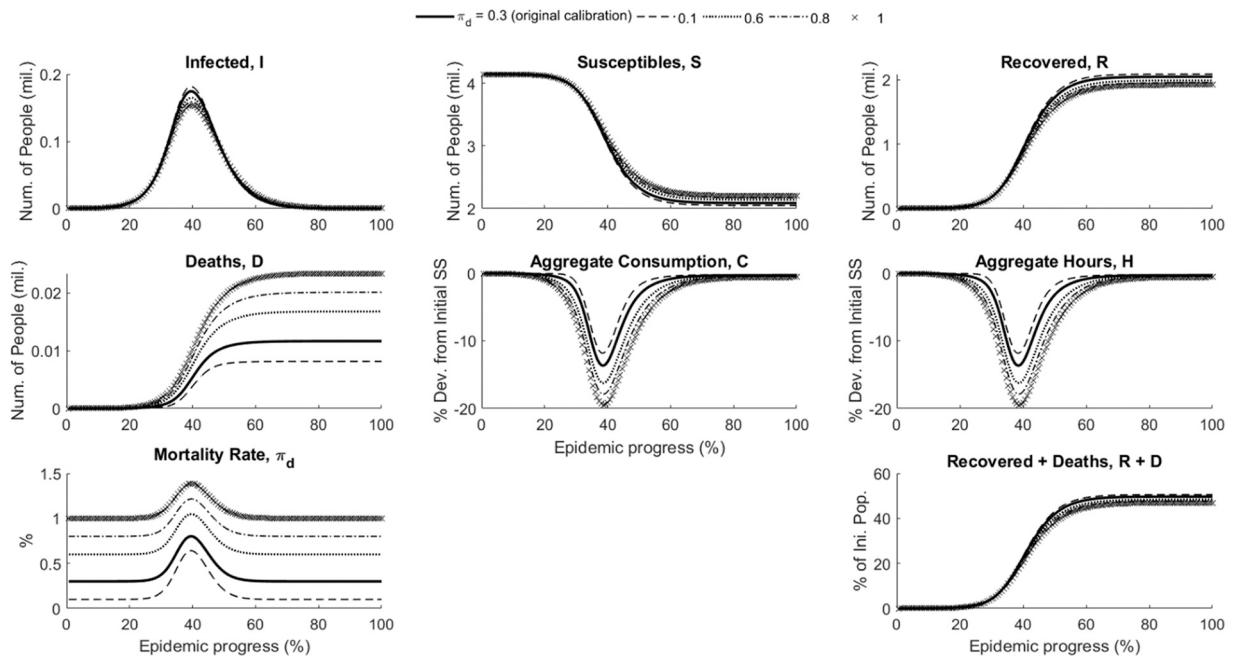 π_d = 0.3 (original calibration) 0.1 0.6 0.8 1
Infected, I
Num. of People (mil.)
0.2
0.1
0
0 20 40 60 80 100
Susceptibles, S
Num. of People (mil.)
4
3
2
0 20 40 60 80 100
Recovered, R
Num. of People (mil.)
2
1
0
0 20 40 60 80 100
Deaths, D
Num. of People (mil.)
0.02
0.01
0
0 20 40 60 80 100
Aggregate Consumption, C
% Dev. from Initial SS
0
-10
-20
0 20 40 60 80 100
Epidemic progress (%)
Aggregate Hours, H
% Dev. from Initial SS
0
-10
-20
0 20 40 60 80 100
Mortality Rate, π_d
%
1.5
1
0.5
0
0 20 40 60 80 100
Epidemic progress (%)
Recovered + Deaths, R + D
% of Ini. Pop.
60
40
20
0
0 20 40 60 80 100
Epidemic progress (%)